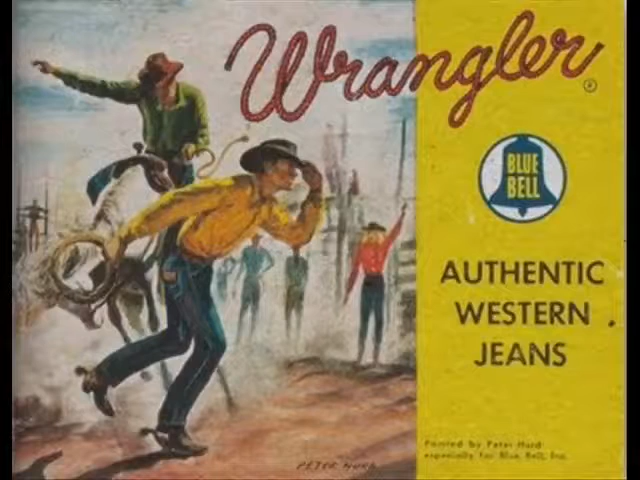 Wrangler®
BLUE
BELL
AUTHENTIC
WESTERN
JEANS
Painted by Peter Hurd
especially for Blue Bell, Inc.
PETER HURD